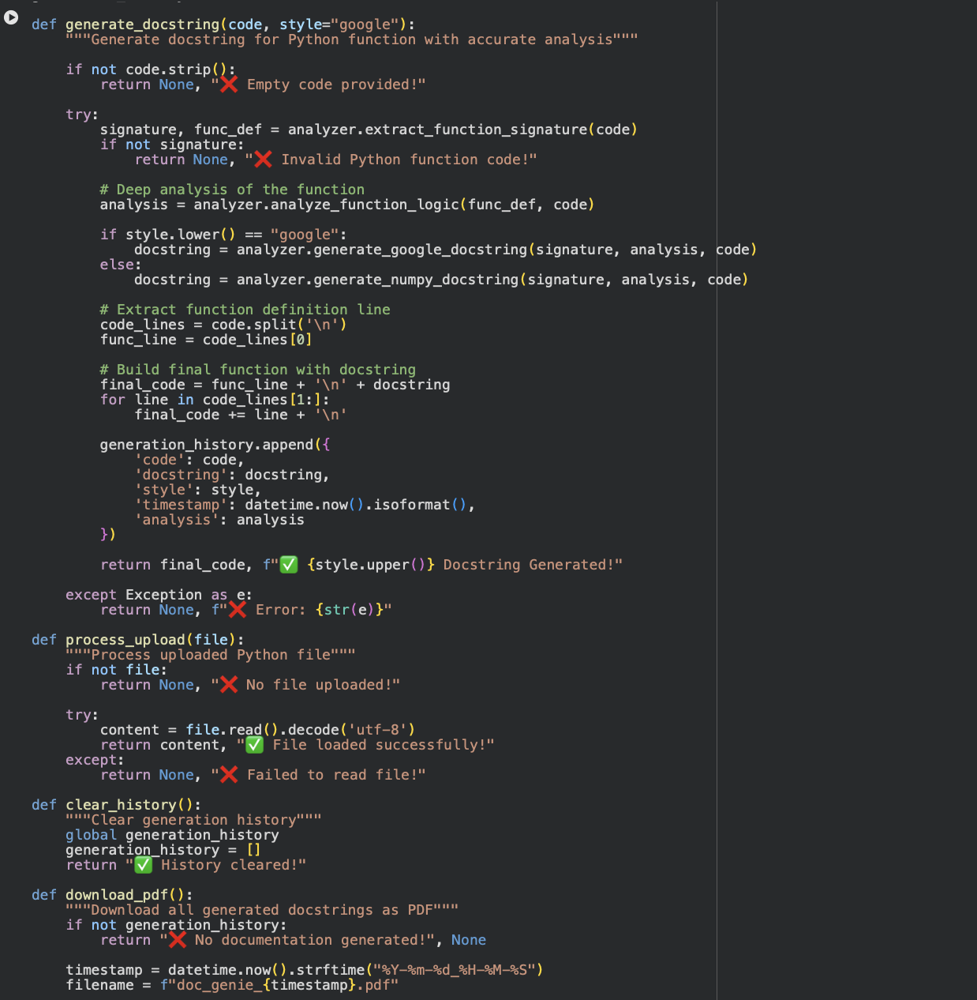 def generate_docstring(code, style="google"):
    """Generate docstring for Python function with accurate analysis"""

    if not code.strip():
        return None, "❌ Empty code provided!"

    try:
        signature, func_def = analyzer.extract_function_signature(code)
        if not signature:
            return None, "❌ Invalid Python function code!"

        # Deep analysis of the function
        analysis = analyzer.analyze_function_logic(func_def, code)

        if style.lower() == "google":
            docstring = analyzer.generate_google_docstring(signature, analysis, code)
        else:
            docstring = analyzer.generate_numpy_docstring(signature, analysis, code)

        # Extract function definition line
        code_lines = code.split('\n')
        func_line = code_lines[0]

        # Build final function with docstring
        final_code = func_line + '\n' + docstring
        for line in code_lines[1:]:
            final_code += line + '\n'

        generation_history.append({
            'code': code,
            'docstring': docstring,
            'style': style,
            'timestamp': datetime.now().isoformat(),
            'analysis': analysis
        })

        return final_code, f"✅ {style.upper()} Docstring Generated!"

    except Exception as e:
        return None, f"❌ Error: {str(e)}"

def process_upload(file):
    """Process uploaded Python file"""
    if not file:
        return None, "❌ No file uploaded!"

    try:
        content = file.read().decode('utf-8')
        return content, "✅ File loaded successfully!"
    except:
        return None, "❌ Failed to read file!"

def clear_history():
    """Clear generation history"""
    global generation_history
    generation_history = []
    return "✅ History cleared!"

def download_pdf():
    """Download all generated docstrings as PDF"""
    if not generation_history:
        return "❌ No documentation generated!", None

    timestamp = datetime.now().strftime("%Y-%m-%d_%H-%M-%S")
    filename = f"doc_genie_{timestamp}.pdf"